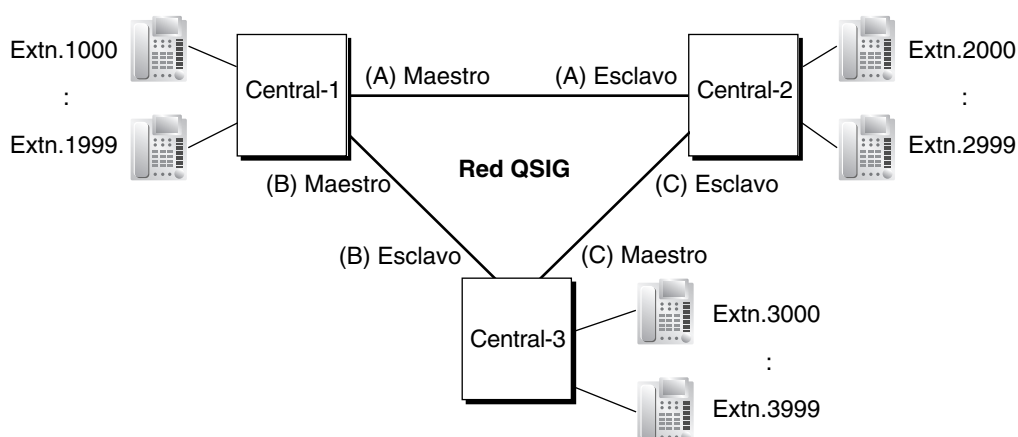 Extn.1000
:
Extn.1999
Central-1
(A) Maestro
(A) Esclavo
Central-2
Extn.2000
:
Extn.2999
(B) Maestro
Red QSIG
(C) Esclavo
(B) Esclavo
(C) Maestro
Central-3
Extn.3000
:
Extn.3999